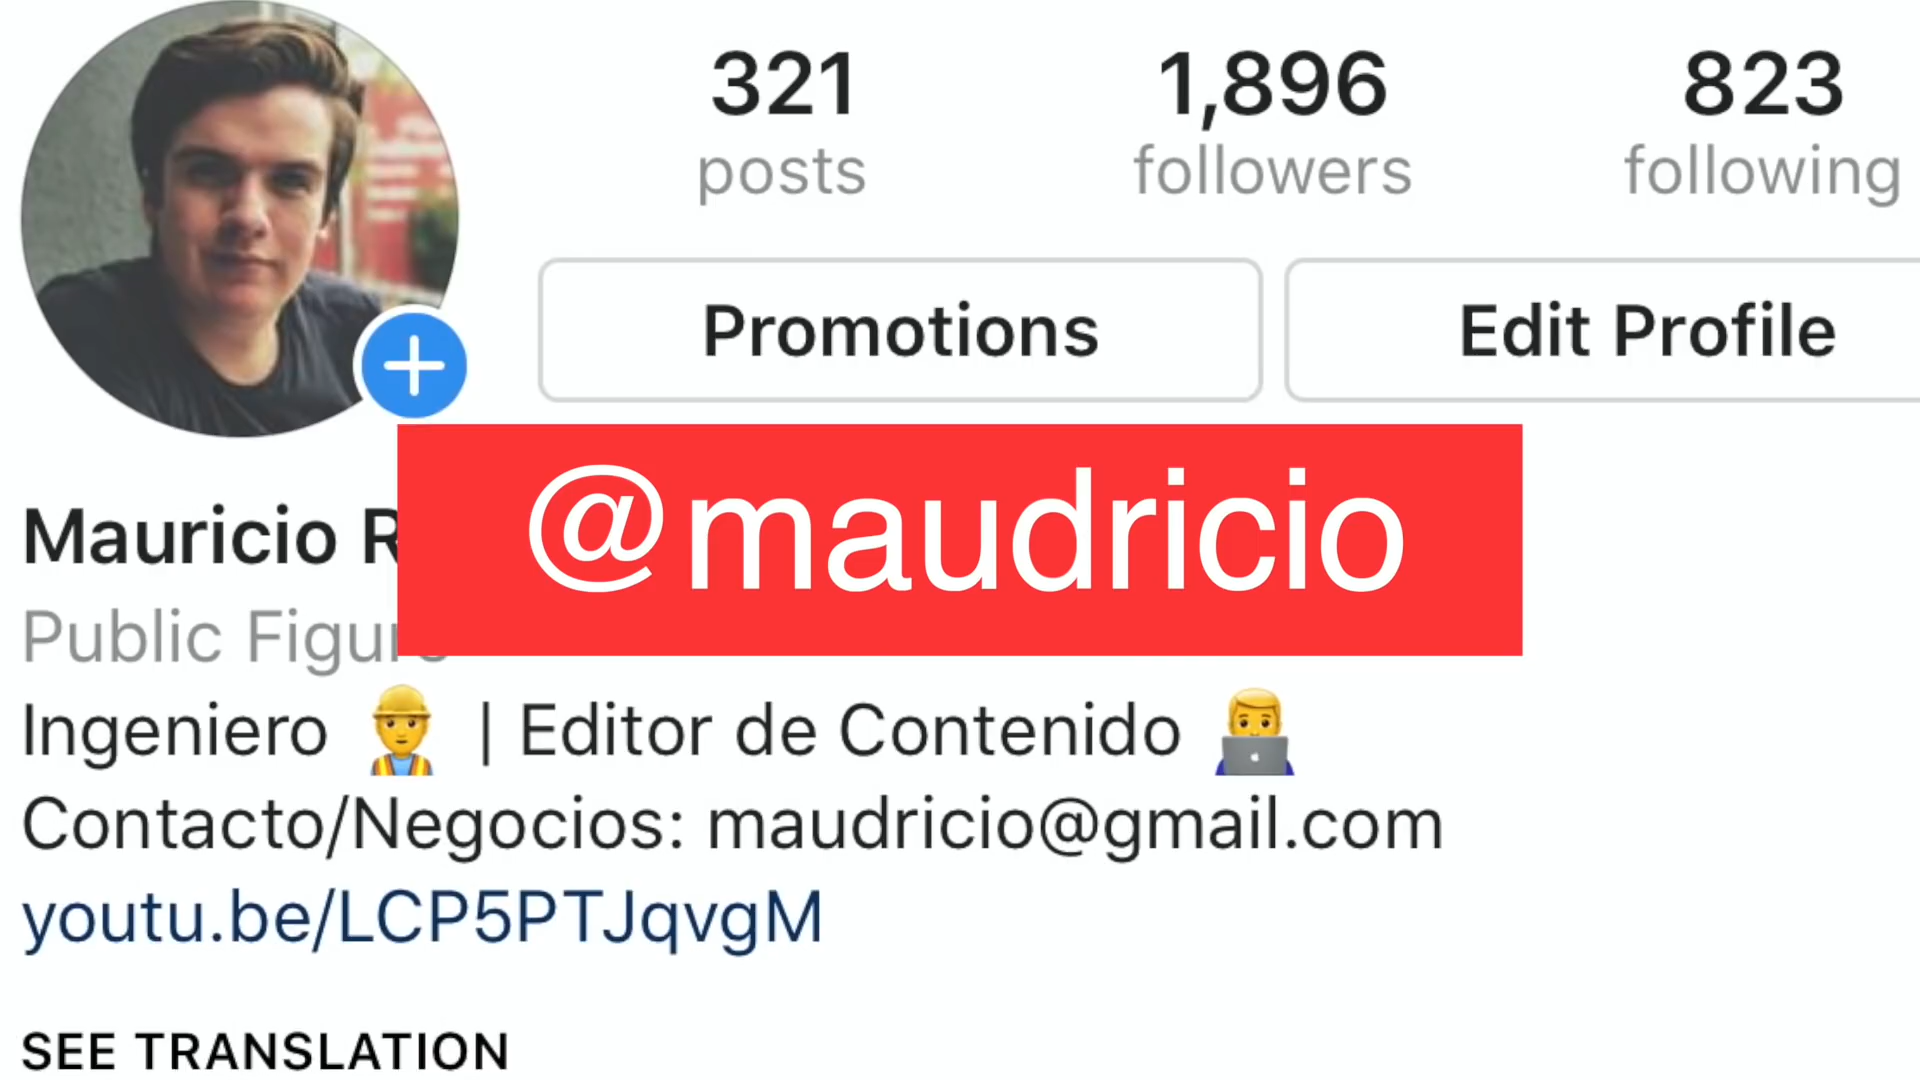 321 1,896 823
posts followers following
Promotions Edit Profile
@maudricio
Mauricio
Public
Ingeniero | Editor de Contenido
Contacto/Negocios: maudricio@gmail.com
youtu.be/LCP5PTJqvgM
SEE TRANSLATION